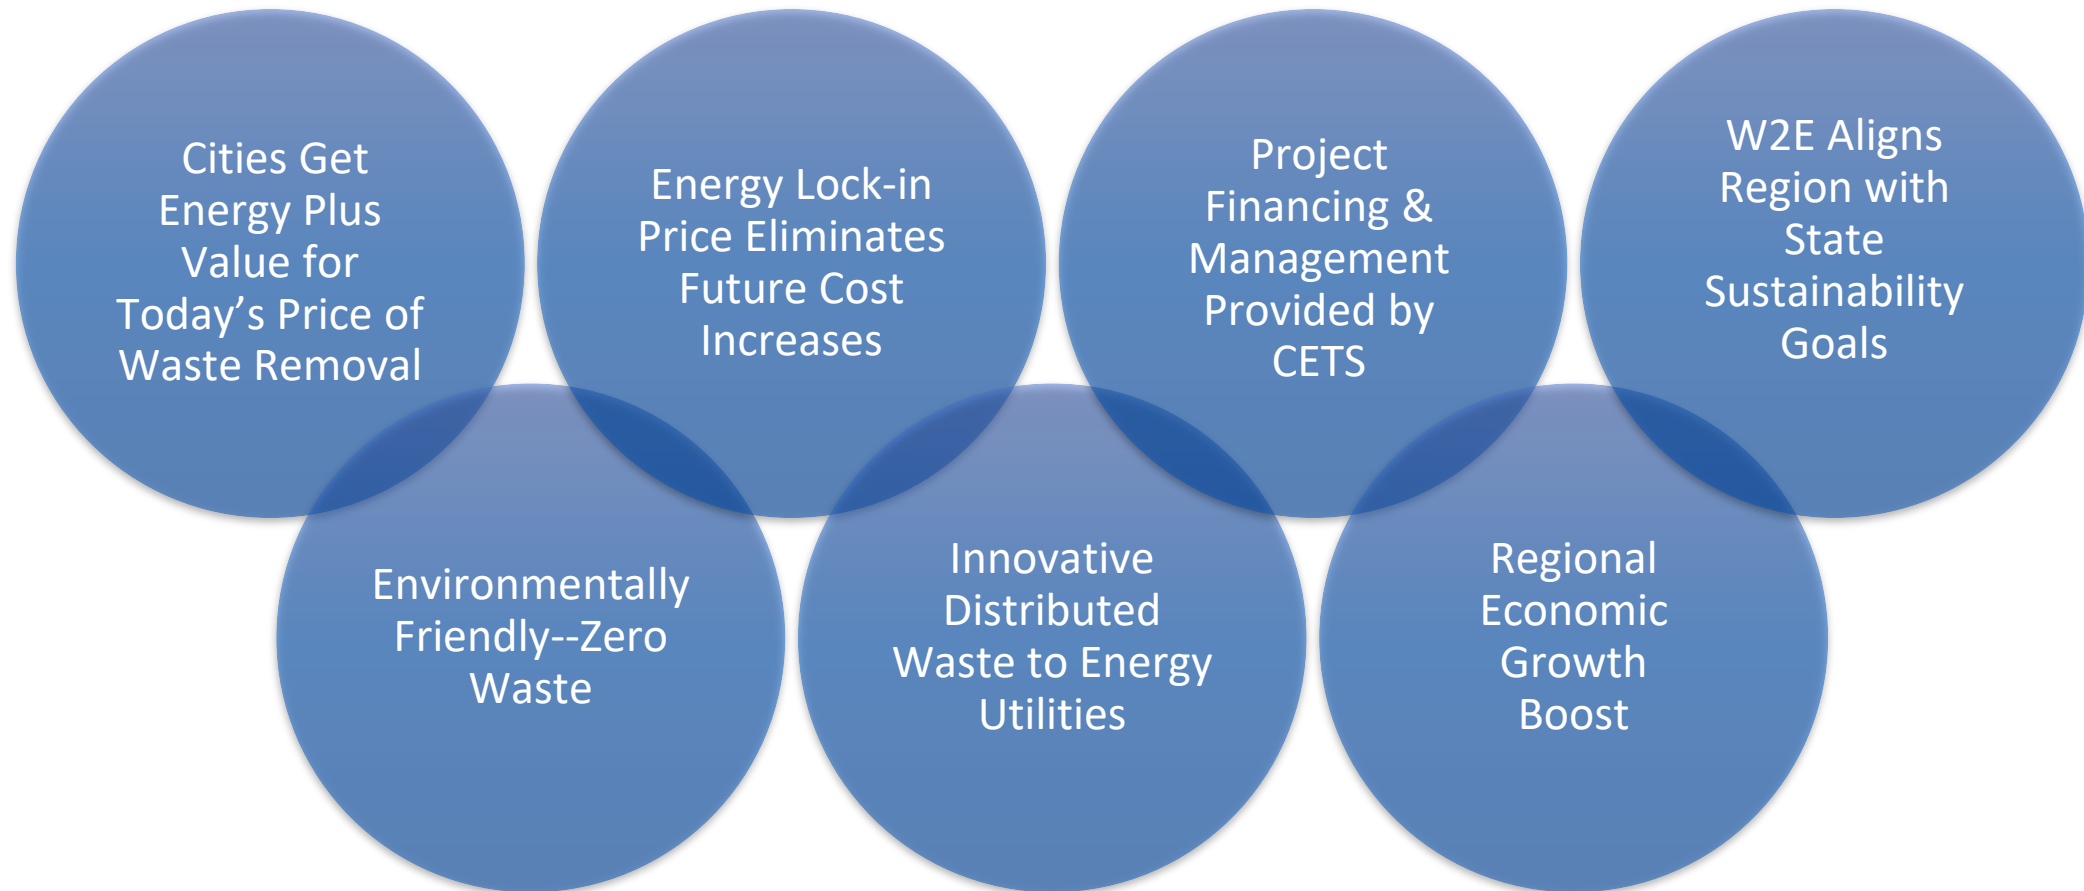 Cities Get
Energy Plus
Value for
Today’s Price of
Waste Removal
Energy Lock-in
Price Eliminates
Future Cost
Increases
Project
Financing &
Management
Provided by
CETS
W2E Aligns
Region with
State
Sustainability
Goals
Environmentally
Friendly--Zero
Waste
Innovative
Distributed
Waste to Energy
Utilities
Regional
Economic
Growth
Boost